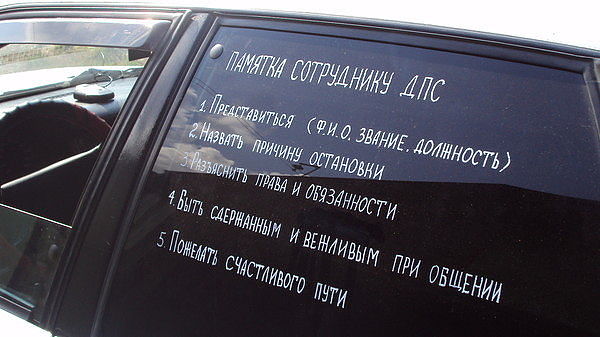 ПАМЯТКА СОТРУДНИКУ ДПС
1. ПРЕДСТАВИТЬСЯ (Ф.И.О. ЗВАНИЕ, ДОЛЖНОСТЬ)
2. НАЗВАТЬ ПРИЧИНУ ОСТАНОВКИ
3. РАЗЪЯСНИТЬ ПРАВА И ОБЯЗАННОСТИ
4. БЫТЬ СДЕРЖАННЫМ И ВЕЖЛИВЫМ ПРИ ОБЩЕНИИ
5. ПОЖЕЛАТЬ СЧАСТЛИВОГО ПУТИ